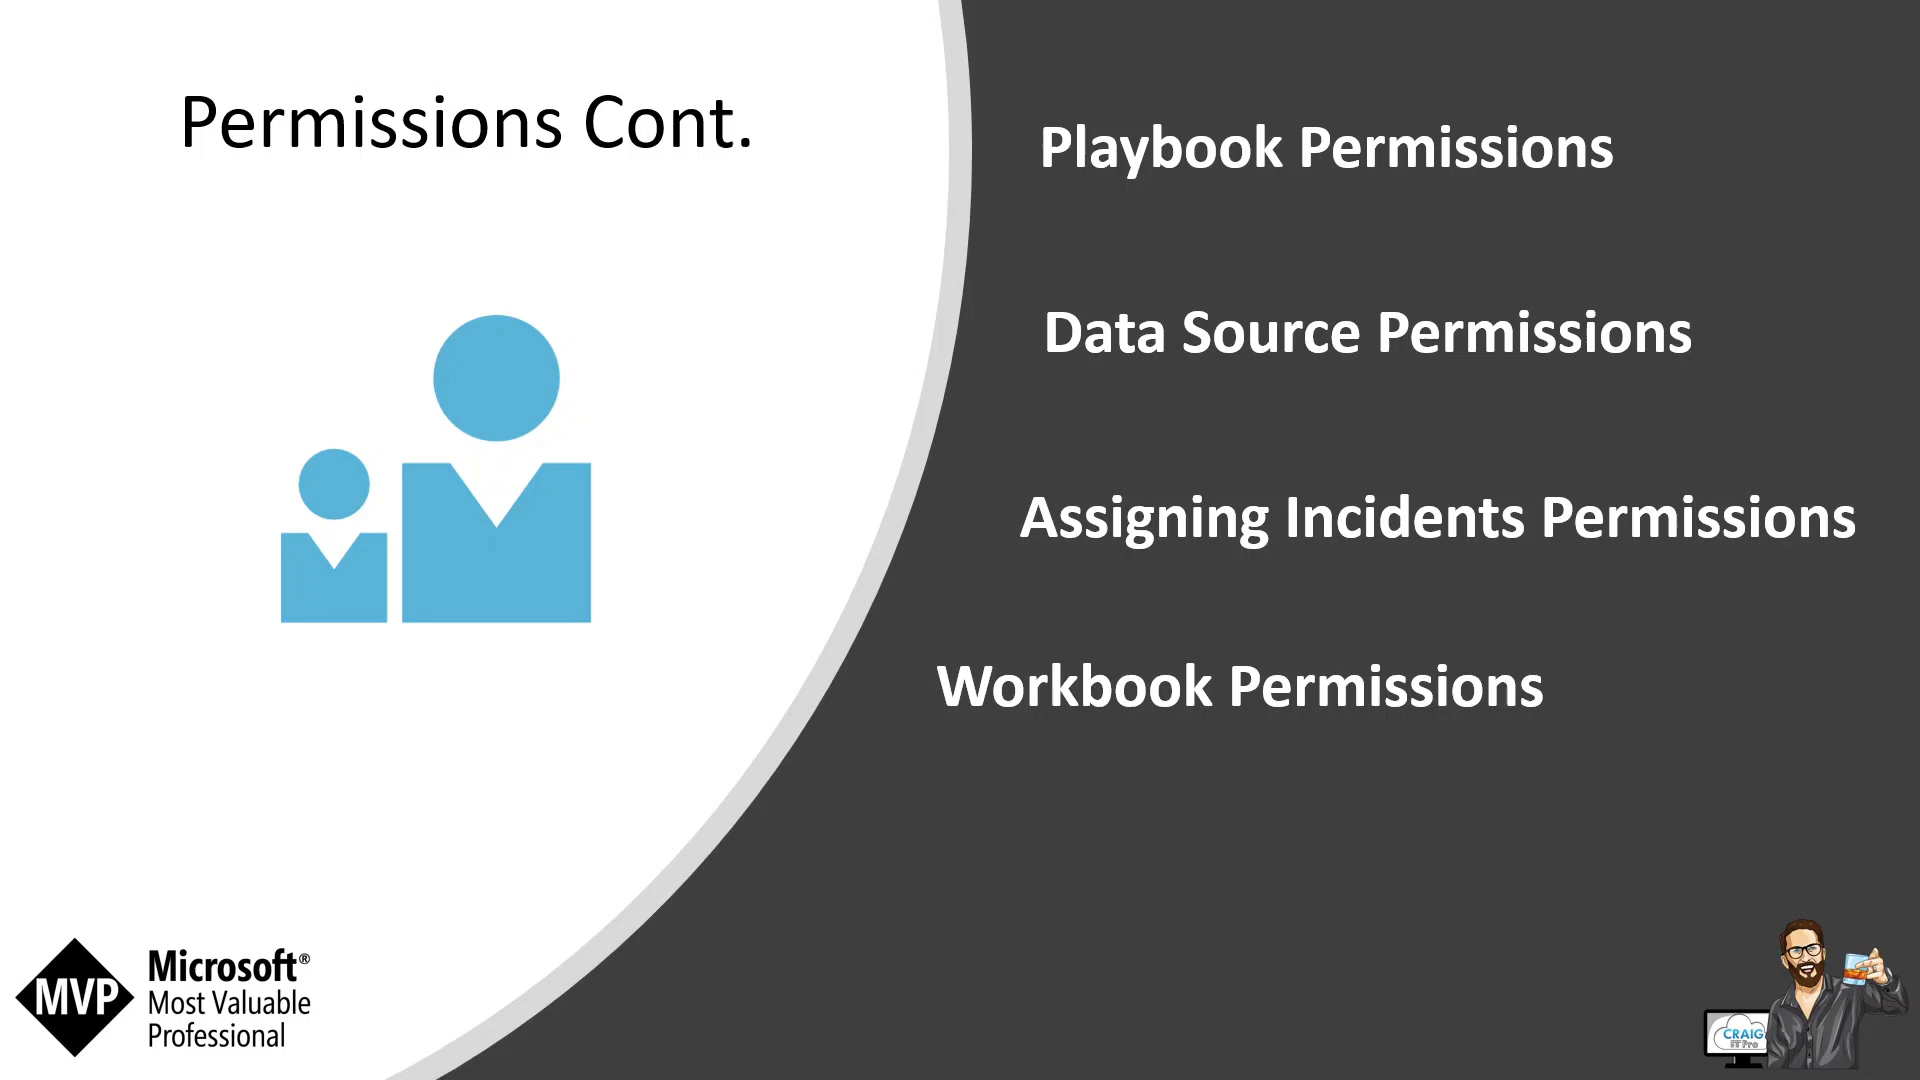 Permissions Cont.
Playbook Permissions
Data Source Permissions
Assigning Incidents Permissions
Workbook Permissions
MVP
Microsoft®
Most Valuable
Professional
CRAIG
IT Pro